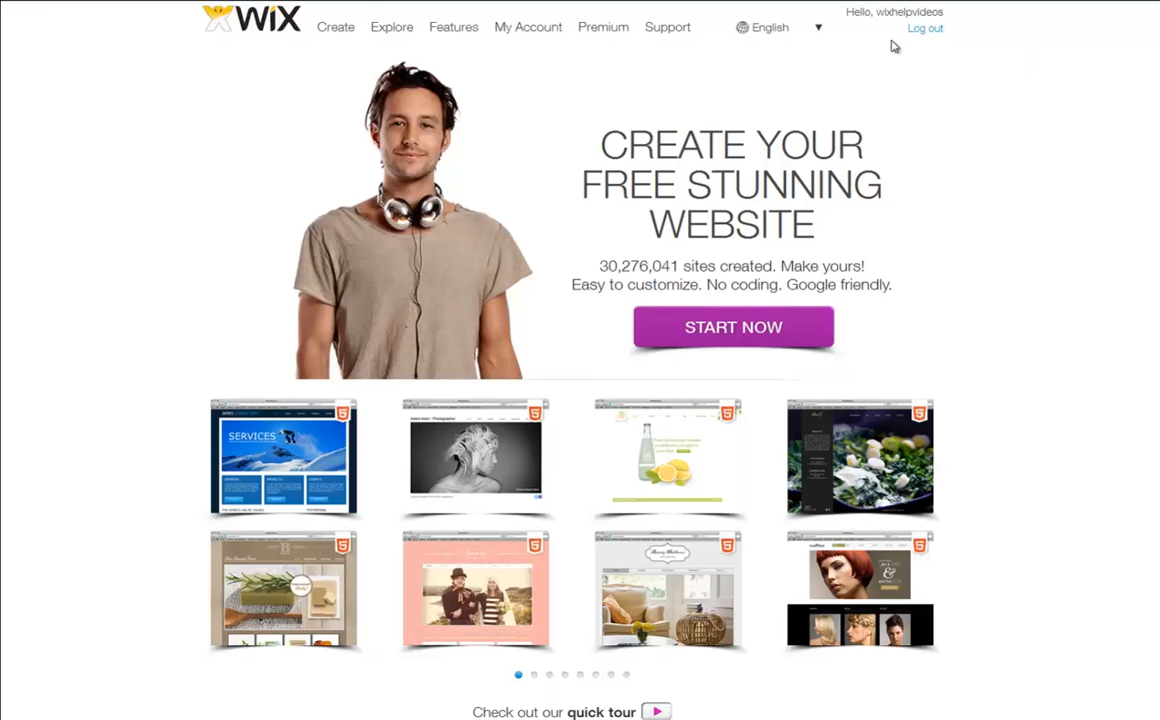 WiX
Create
Explore
Features
My Account
Premium
Support
English
Hello, wixhelpvideos
Log out
CREATE YOUR
FREE STUNNING
WEBSITE
30,276,041 sites created. Make yours!
Easy to customize. No coding. Google friendly.
START NOW
SERVICES
Check out our quick tour